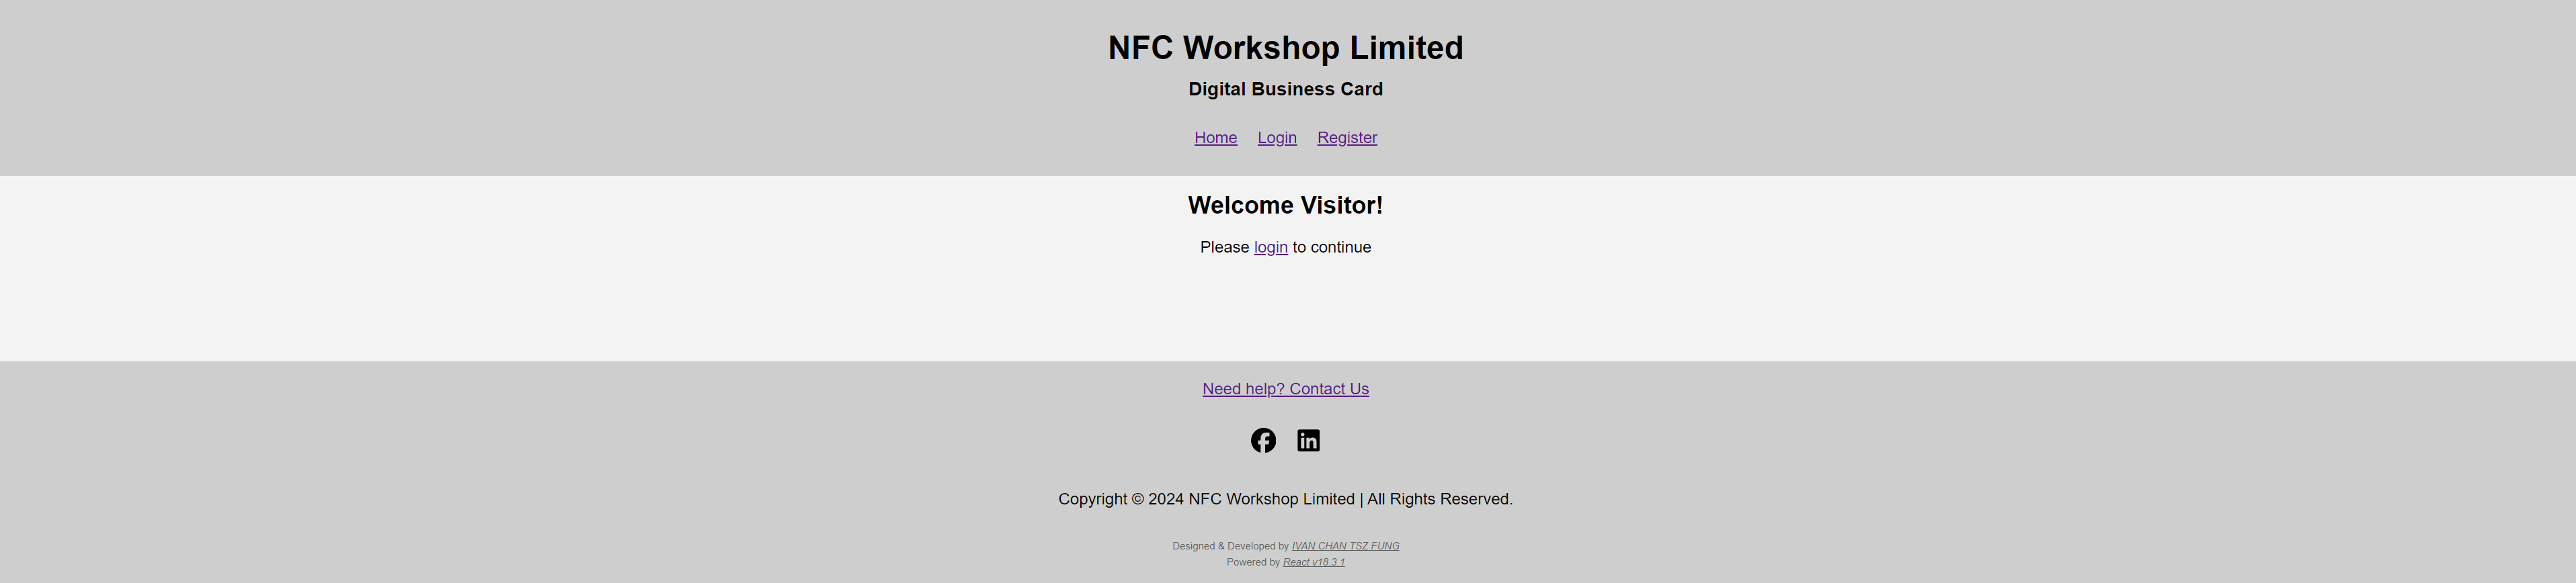 NFC Workshop Limited
Digital Business Card
Home Login Register
Welcome Visitor!
Please login to continue
Need help? Contact Us
Copyright © 2024 NFC Workshop Limited | All Rights Reserved.
Designed & Developed by IVAN CHAN TSZ FUNG
Powered by React v18.3.1